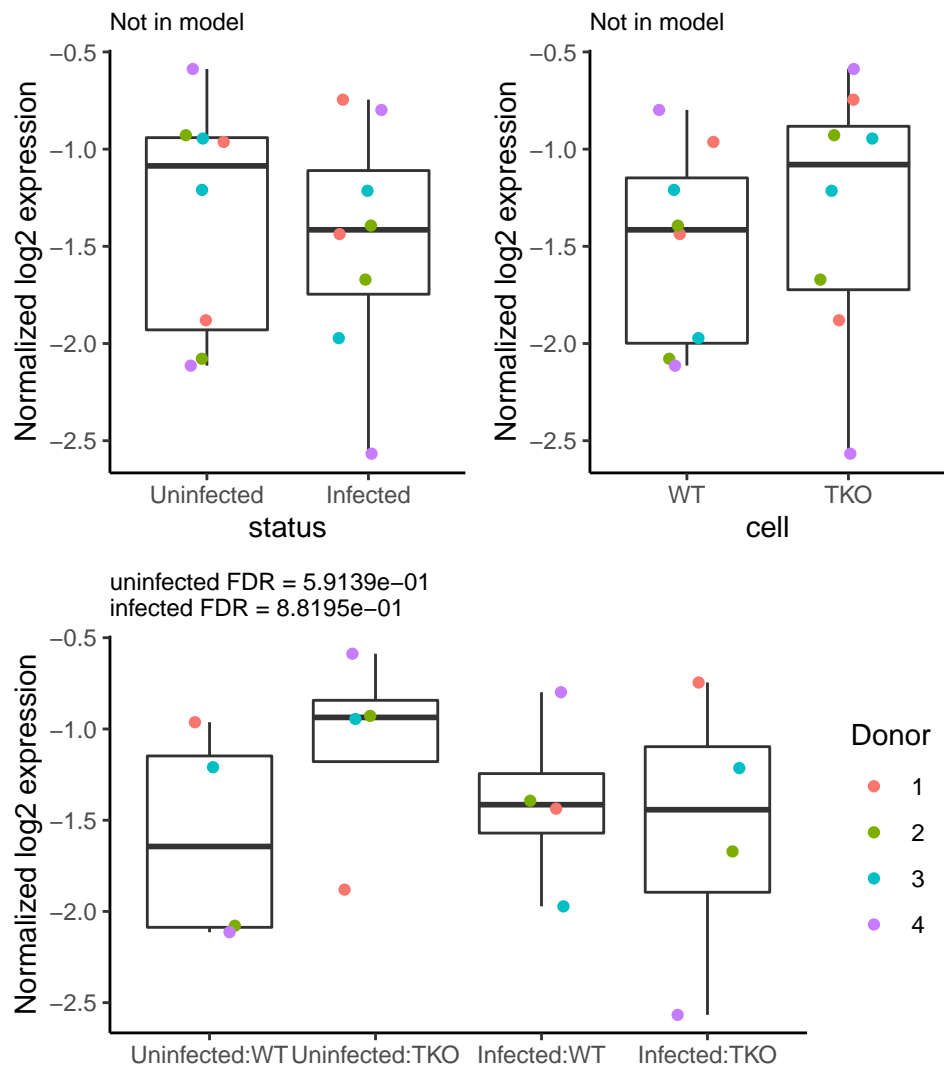 Not in model
Normalized log2 expression
−0.5
−1.0
−1.5
−2.0
−2.5
Uninfected
Infected
status
Not in model
Normalized log2 expression
−0.5
−1.0
−1.5
−2.0
−2.5
WT
TKO
cell
uninfected FDR = 5.9139e−01
infected FDR = 8.8195e−01
Normalized log2 expression
−0.5
−1.0
−1.5
−2.0
−2.5
Uninfected:WT
Uninfected:TKO
Infected:WT
Infected:TKO
Donor
1
2
3
4